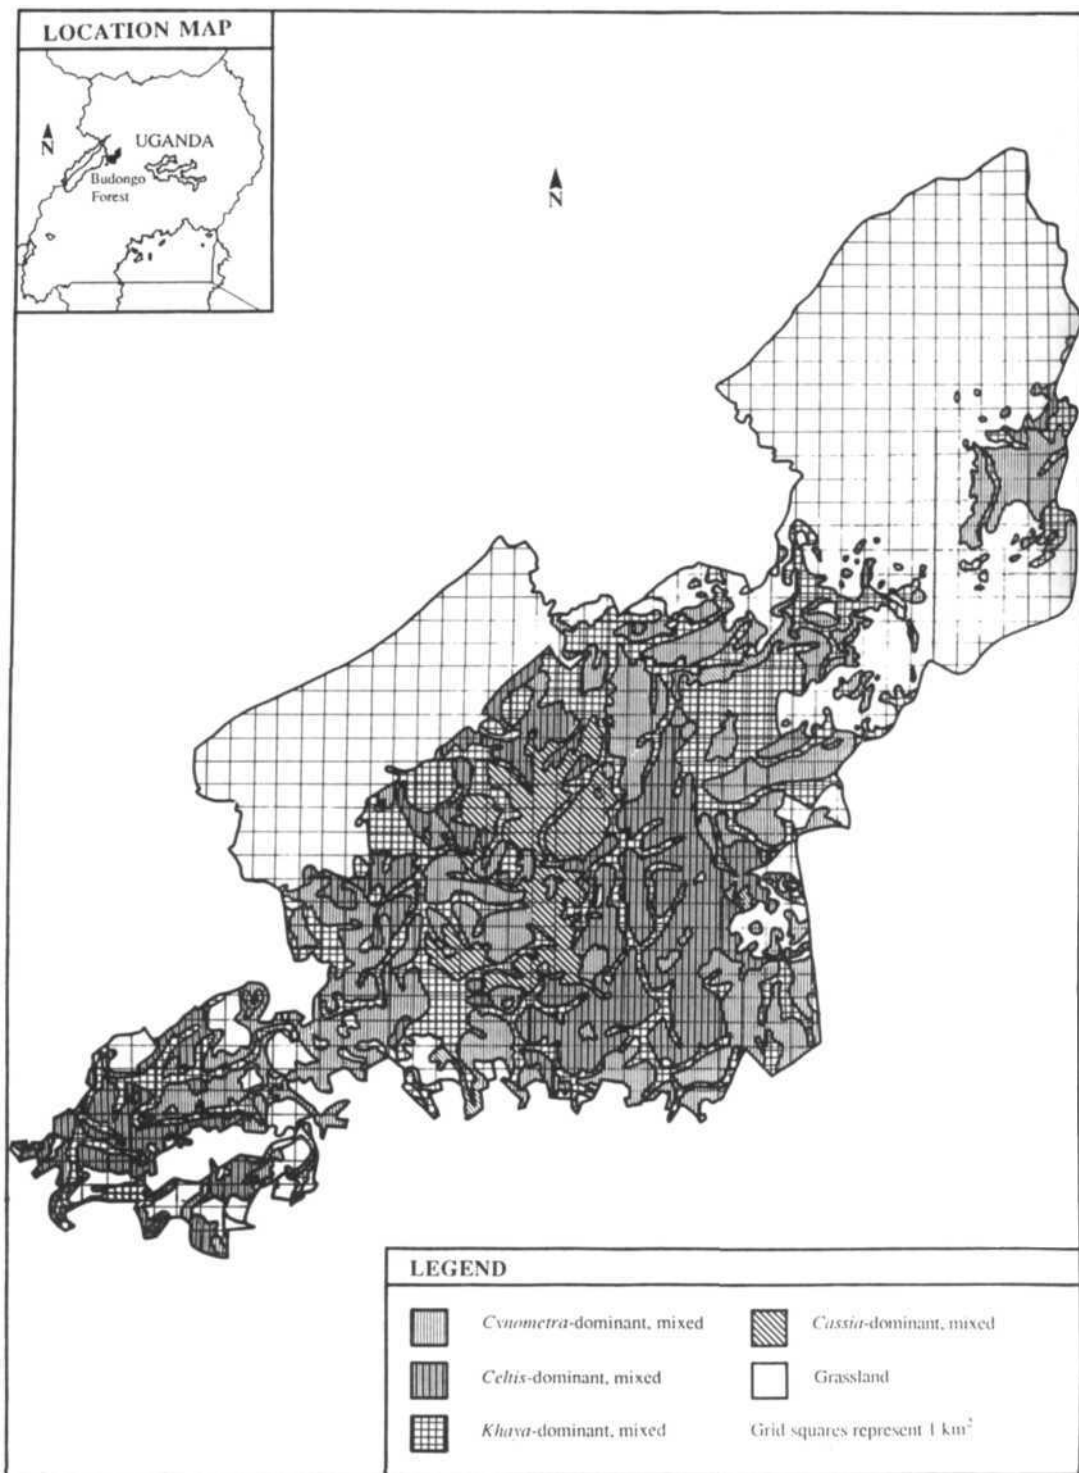 LOCATION MAP
N
UGANDA
Budongo
Forest
N
LEGEND
Cynometra-dominant, mixed
Cassia-dominant, mixed
Celtis-dominant, mixed
Grassland
Khaya-dominant, mixed
Grid squares represent 1 km²